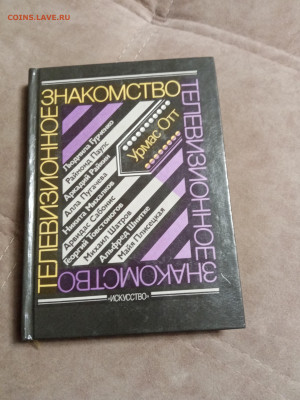 COINS.LAVE.RU
ТЕЛЕВИЗИОННОЕ
ЗНАКОМСТВО
ТЕЛЕВИЗИОННОЕ
ЗНАКОМСТВО
Урмас Отт
Людмила Гурченко
Раймонд Паулс
Аркадий Райкин
Алла Пугачева
Никита Михалков
Арвидас Сабонис
Георгий Товстоногов
Михаил Шатров
Альфред Шнитке
Майя Плисецкая
«ИСКУССТВО»